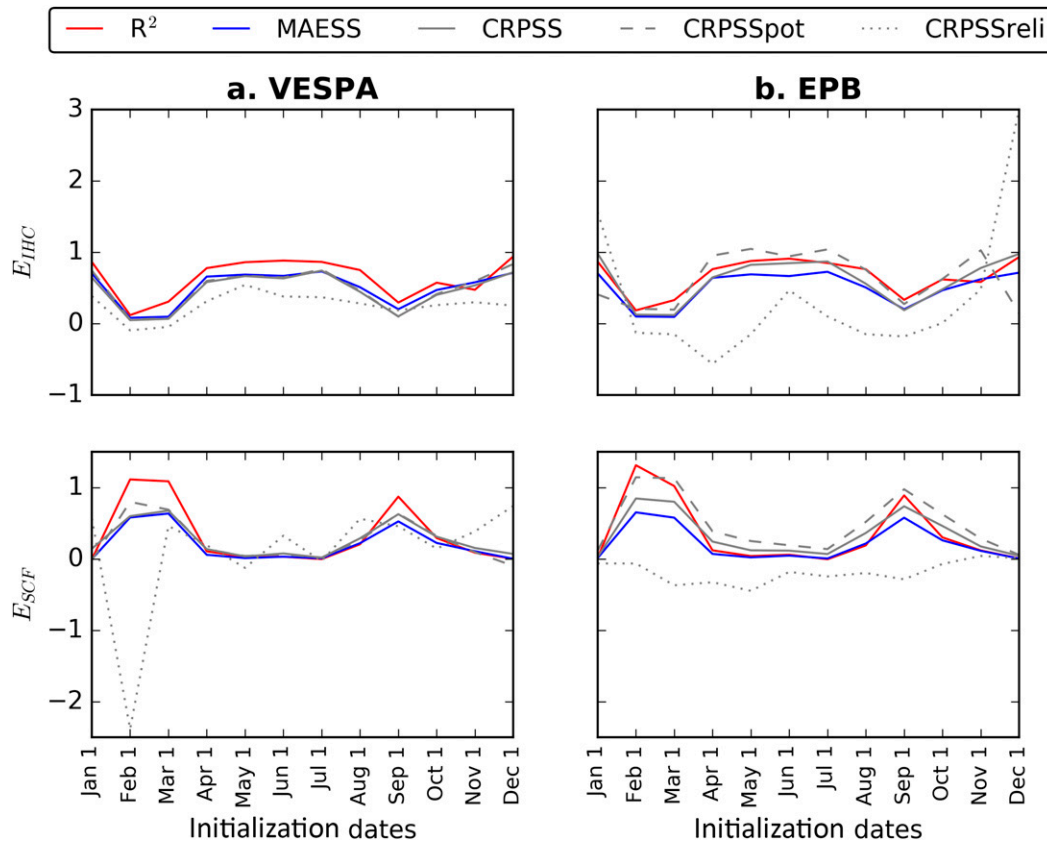 R² MAESS CRPSS CRPSSpot CRPSSreli
a. VESPA
b. EPB
E_IHC
3
2
1
0
−1
E_SCF
1
0
−1
−2
Jan 1 Feb 1 Mar 1 Apr 1 May 1 Jun 1 Jul 1 Aug 1 Sep 1 Oct 1 Nov 1 Dec 1
Jan 1 Feb 1 Mar 1 Apr 1 May 1 Jun 1 Jul 1 Aug 1 Sep 1 Oct 1 Nov 1 Dec 1
Initialization dates
Initialization dates